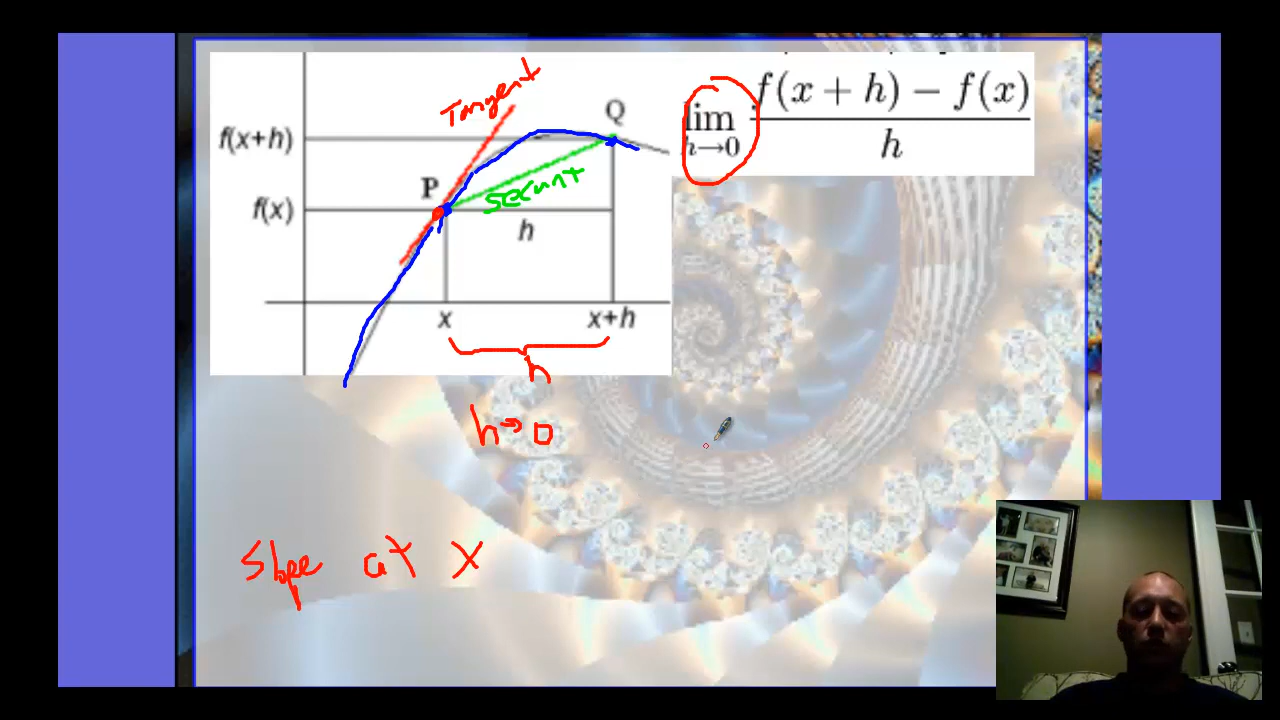 Tangent
Q
f(x+h)
lim h→0 f(x + h) − f(x) / h
P
secant
f(x)
h
x
x+h
h
h→0
Slope at x